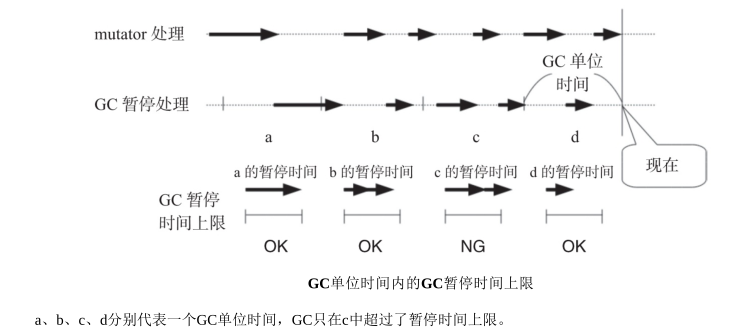 mutator 处理
GC 单位
时间
GC 暂停处理
a b c d
现在
a 的暂停时间 b 的暂停时间 c 的暂停时间 d 的暂停时间
GC 暂停
时间上限
OK OK NG OK
GC单位时间内的GC暂停时间上限
a、b、c、d分别代表一个GC单位时间，GC只在c中超过了暂停时间上限。